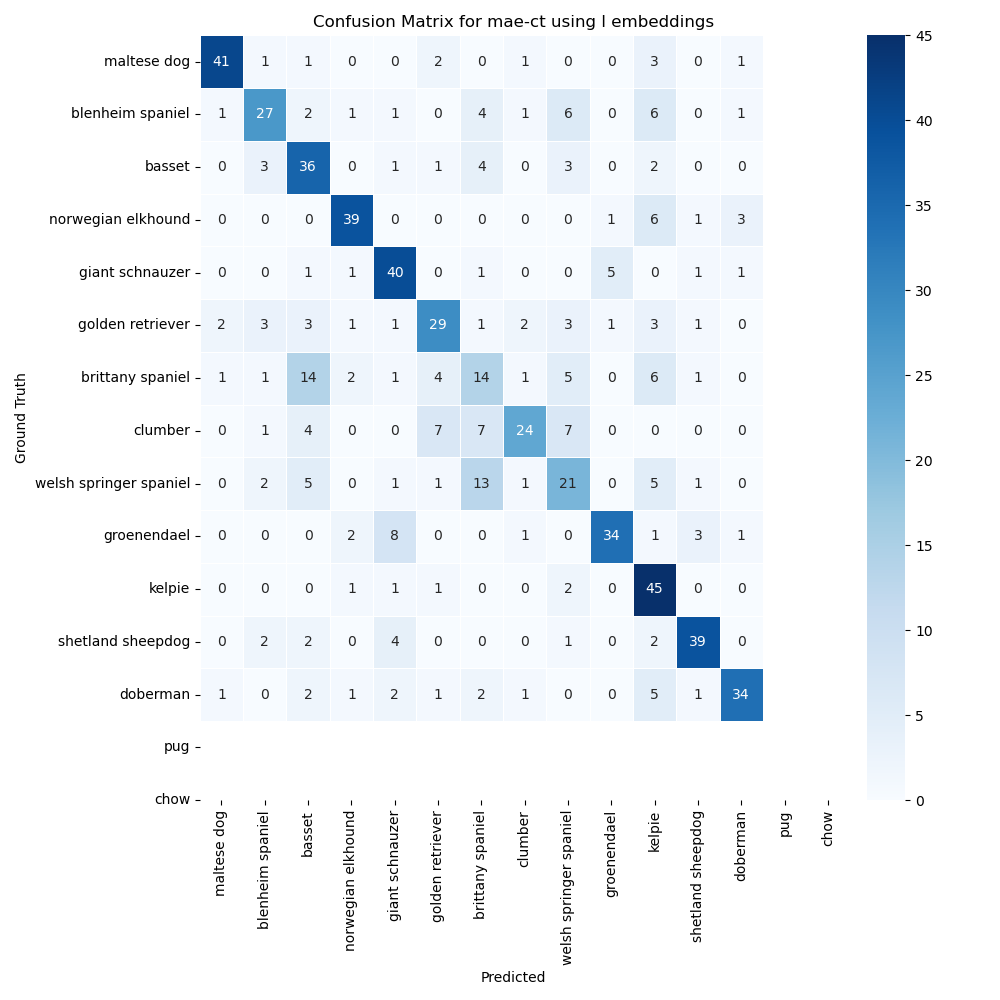 Confusion Matrix for mae-ct using l embeddings
maltese dog 41 1 1 0 0 2 0 1 0 0 3 0 1
blenheim spaniel 1 27 2 1 1 0 4 1 6 0 6 0 1
basset 0 3 36 0 1 1 4 0 3 0 2 0 0
norwegian elkhound 0 0 0 39 0 0 0 0 0 1 6 1 3
giant schnauzer 0 0 1 1 40 0 1 0 0 5 0 1 1
golden retriever 2 3 3 1 1 29 1 2 3 1 3 1 0
brittany spaniel 1 1 14 2 1 4 14 1 5 0 6 1 0
clumber 0 1 4 0 0 7 7 24 7 0 0 0 0
welsh springer spaniel 0 2 5 0 1 1 13 1 21 0 5 1 0
groenendael 0 0 0 2 8 0 0 1 0 34 1 3 1
kelpie 0 0 0 1 1 1 0 0 2 0 45 0 0
shetland sheepdog 0 2 2 0 4 0 0 0 1 0 2 39 0
doberman 1 0 2 1 2 1 2 1 0 0 5 1 34
pug
chow
Ground Truth
maltese dog
blenheim spaniel
basset
norwegian elkhound
giant schnauzer
golden retriever
brittany spaniel
clumber
welsh springer spaniel
groenendael
kelpie
shetland sheepdog
doberman
pug
chow
Predicted
45
40
35
30
25
20
15
10
5
0